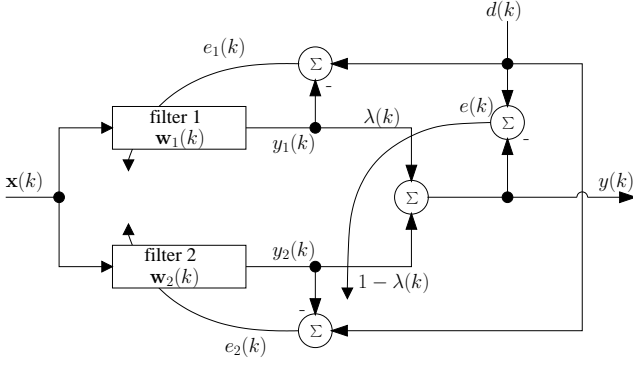 d(k)
e₁(k)
Σ
-
e(k)
filter 1
w₁(k)
λ(k)
Σ
-
y₁(k)
x(k)
Σ
y(k)
filter 2
w₂(k)
y₂(k)
1 − λ(k)
-
Σ
e₂(k)